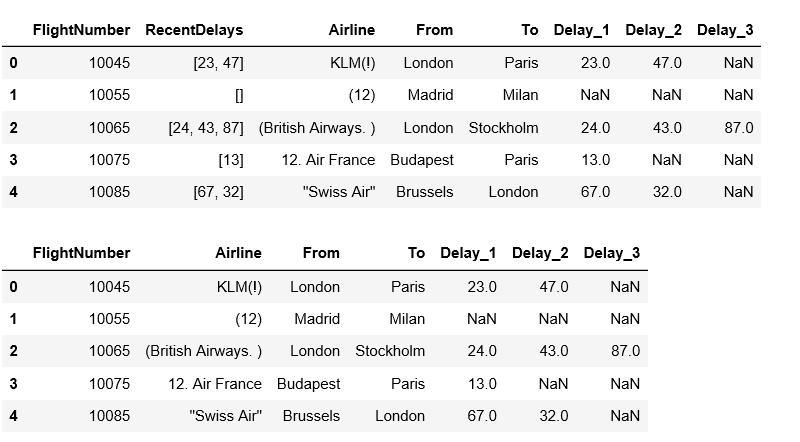 FlightNumber RecentDelays Airline From To Delay_1 Delay_2 Delay_3
0 10045 [23, 47] KLM(!) London Paris 23.0 47.0 NaN
1 10055 [] (12) Madrid Milan NaN NaN NaN
2 10065 [24, 43, 87] (British Airways. ) London Stockholm 24.0 43.0 87.0
3 10075 [13] 12. Air France Budapest Paris 13.0 NaN NaN
4 10085 [67, 32] "Swiss Air" Brussels London 67.0 32.0 NaN
FlightNumber Airline From To Delay_1 Delay_2 Delay_3
0 10045 KLM(!) London Paris 23.0 47.0 NaN
1 10055 (12) Madrid Milan NaN NaN NaN
2 10065 (British Airways. ) London Stockholm 24.0 43.0 87.0
3 10075 12. Air France Budapest Paris 13.0 NaN NaN
4 10085 "Swiss Air" Brussels London 67.0 32.0 NaN